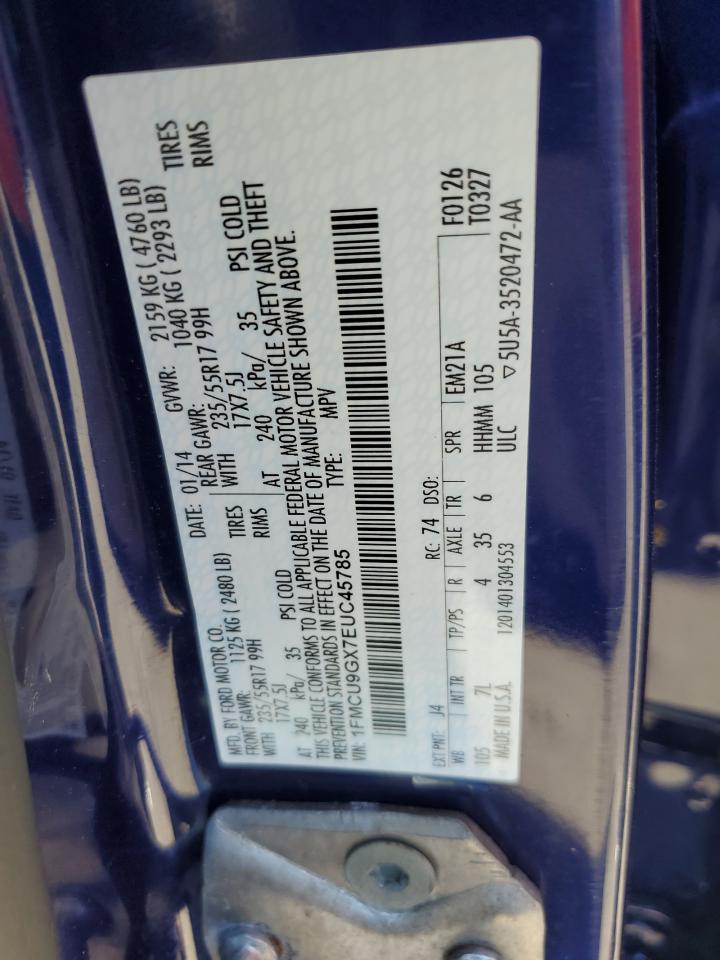 MFD. BY FORD MOTOR CO.
DATE: 01/14 GVWR: 2159 KG ( 4760 LB)
FRONT GAWR: 1125 KG ( 2480 LB) REAR GAWR: 1040 KG ( 2293 LB)
WITH 235/55R17 99H TIRES WITH 235/55R17 99H TIRES
17X7.5J RIMS 17X7.5J RIMS
AT 240 kPa/ 35 PSI COLD AT 240 kPa/ 35 PSI COLD
THIS VEHICLE CONFORMS TO ALL APPLICABLE FEDERAL MOTOR VEHICLE SAFETY AND THEFT
PREVENTION STANDARDS IN EFFECT ON THE DATE OF MANUFACTURE SHOWN ABOVE.
VIN: 1FMCU9GX7EUC45785 TYPE: MPV
EXT PNT: J4 RC: 74 DSO: F0126
WB INT TR TP/PS R AXLE TR SPR EM21A T0327
105 7L 4 35 6 HHMM 105
MADE IN U.S.A. 1201401304553 ULC ▽5U5A-3520472-AA